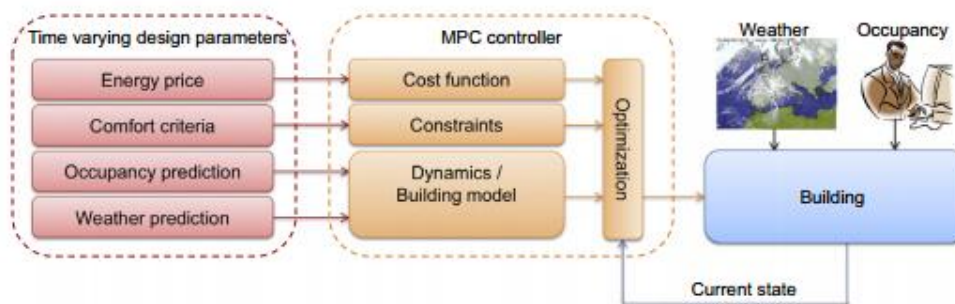 Time varying design parameters
Energy price
Comfort criteria
Occupancy prediction
Weather prediction
MPC controller
Cost function
Constraints
Dynamics /
Building model
Optimization
Weather
Occupancy
Building
Current state